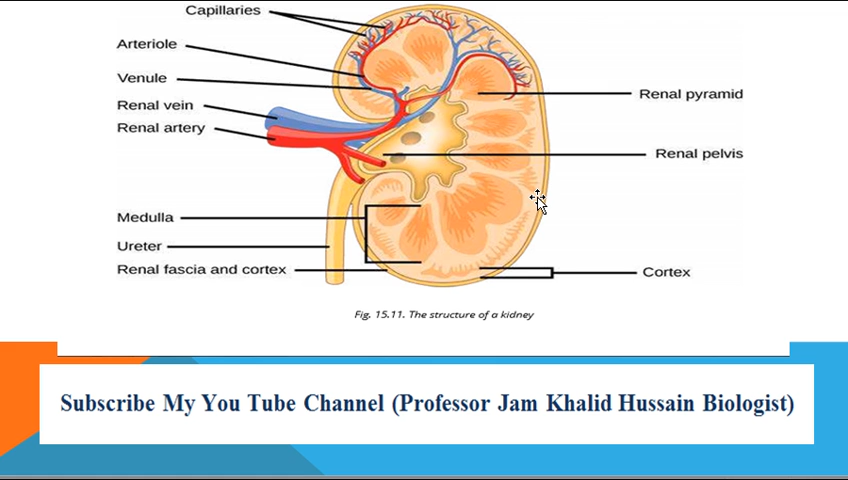 Capillaries
Arteriole
Venule
Renal vein
Renal artery
Medulla
Ureter
Renal fascia and cortex
Renal pyramid
Renal pelvis
Cortex
Fig. 15.11. The structure of a kidney
Subscribe My You Tube Channel (Professor Jam Khalid Hussain Biologist)